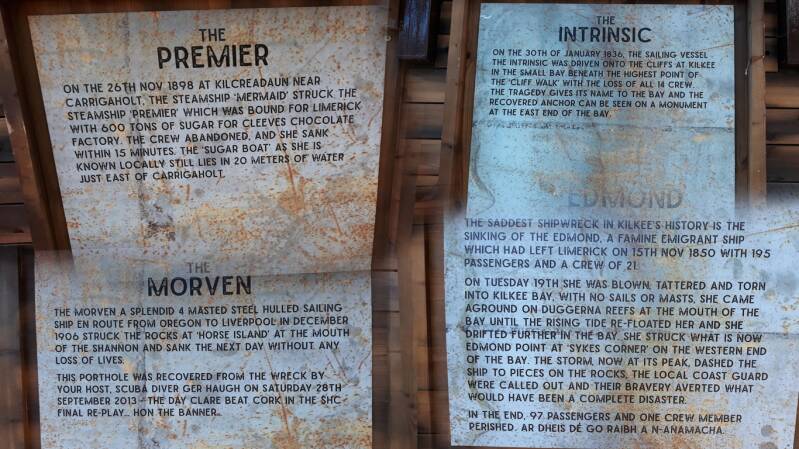 THE
PREMIER
ON THE 26TH NOV 1898 AT KILCREADAUN NEAR
CARRIGAHOLT, THE STEAMSHIP 'MERMAID' STRUCK THE
STEAMSHIP 'PREMIER' WHICH WAS BOUND FOR LIMERICK
WITH 600 TONS OF SUGAR FOR CLEEVES CHOCOLATE
FACTORY. THE CREW ABANDONED, AND SHE SANK
WITHIN 15 MINUTES. THE 'SUGAR BOAT' AS SHE IS
KNOWN LOCALLY STILL LIES IN 20 METERS OF WATER
JUST EAST OF CARRIGAHOLT.
THE
MORVEN
THE MORVEN A SPLENDID 4 MASTED STEEL HULLED SAILING
SHIP EN ROUTE FROM OREGON TO LIVERPOOL IN DECEMBER
1906 STRUCK THE ROCKS AT 'HORSE ISLAND' AT THE MOUTH
OF THE SHANNON AND SANK THE NEXT DAY WITHOUT ANY
LOSS OF LIVES.
THIS PORTHOLE WAS RECOVERED FROM THE WRECK BY
YOUR HOST, SCUBA DIVER GER HAUGH ON SATURDAY 28TH
SEPTEMBER 2013 - THE DAY CLARE BEAT CORK IN THE SHC
FINAL RE-PLAY... HON THE BANNER...
THE
INTRINSIC
ON THE 30TH OF JANUARY 1836, THE SAILING VESSEL
THE INTRINSIC WAS DRIVEN ONTO THE CLIFFS AT KILKEE
IN THE SMALL BAY BENEATH THE HIGHEST POINT OF
THE 'CLIFF WALK' WITH THE LOSS OF ALL 14 CREW.
THE TRAGEDY GIVES ITS NAME TO THE BAY AND THE
RECOVERED ANCHOR CAN BE SEEN ON A MONUMENT
AT THE EAST END OF THE BAY.
EDMOND
THE SADDEST SHIPWRECK IN KILKEE'S HISTORY IS THE
SINKING OF THE EDMOND, A FAMINE EMIGRANT SHIP
WHICH HAD LEFT LIMERICK ON 15TH NOV 1850 WITH 195
PASSENGERS AND A CREW OF 21.
ON TUESDAY 19TH SHE WAS BLOWN, TATTERED AND TORN
INTO KILKEE BAY. WITH NO SAILS OR MASTS, SHE CAME
AGROUND ON DUGGERNA REEFS AT THE MOUTH OF THE
BAY UNTIL THE RISING TIDE RE-FLOATED HER AND SHE
DRIFTED FURTHER IN THE BAY. SHE STRUCK WHAT IS NOW
EDMOND POINT AT 'SYKES CORNER' ON THE WESTERN END
OF THE BAY. THE STORM, NOW AT ITS PEAK, DASHED THE
SHIP TO PIECES ON THE ROCKS, THE LOCAL COAST GUARD
WERE CALLED OUT AND THEIR BRAVERY AVERTED WHAT
WOULD HAVE BEEN A COMPLETE DISASTER.
IN THE END, 97 PASSENGERS AND ONE CREW MEMBER
PERISHED. AR DHEIS DÉ GO RAIBH A N-ANAMACHA.